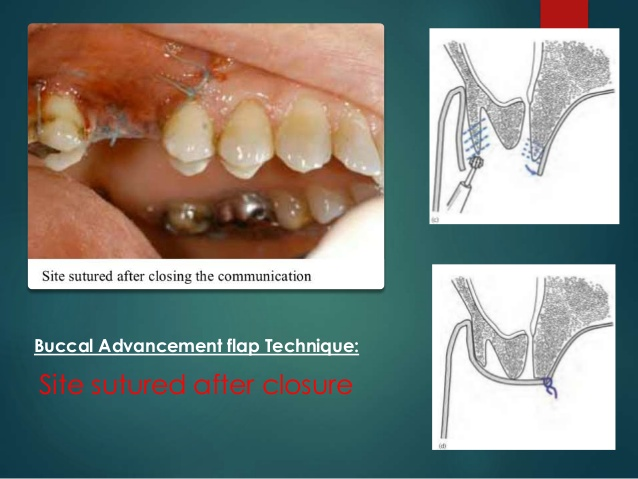 Site sutured after closing the communication
Buccal Advancement flap Technique:
Site sutured after closure
(c)
(d)